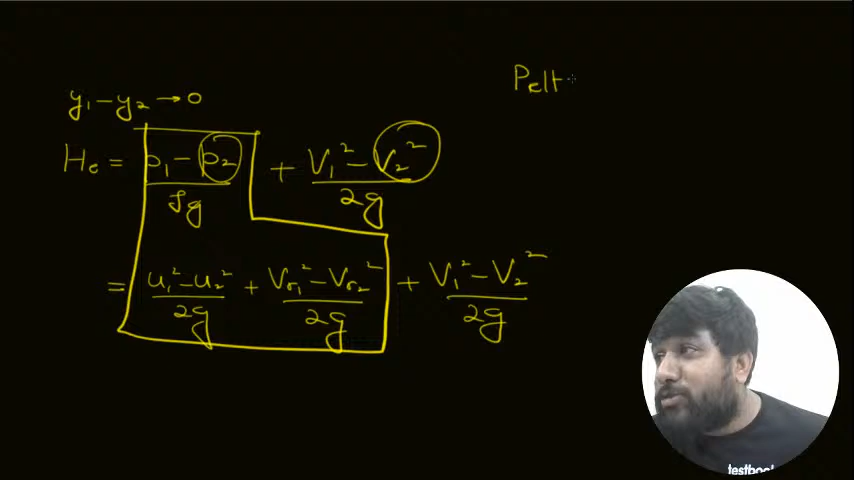 Pelt
y₁-y₂→0
Hₑ = p₁-p₂/ρg + V₁²-V₂²/2g
= u₁²-u₂²/2g + Vr₁²-Vr₂²/2g + V₁²-V₂²/2g
testbook